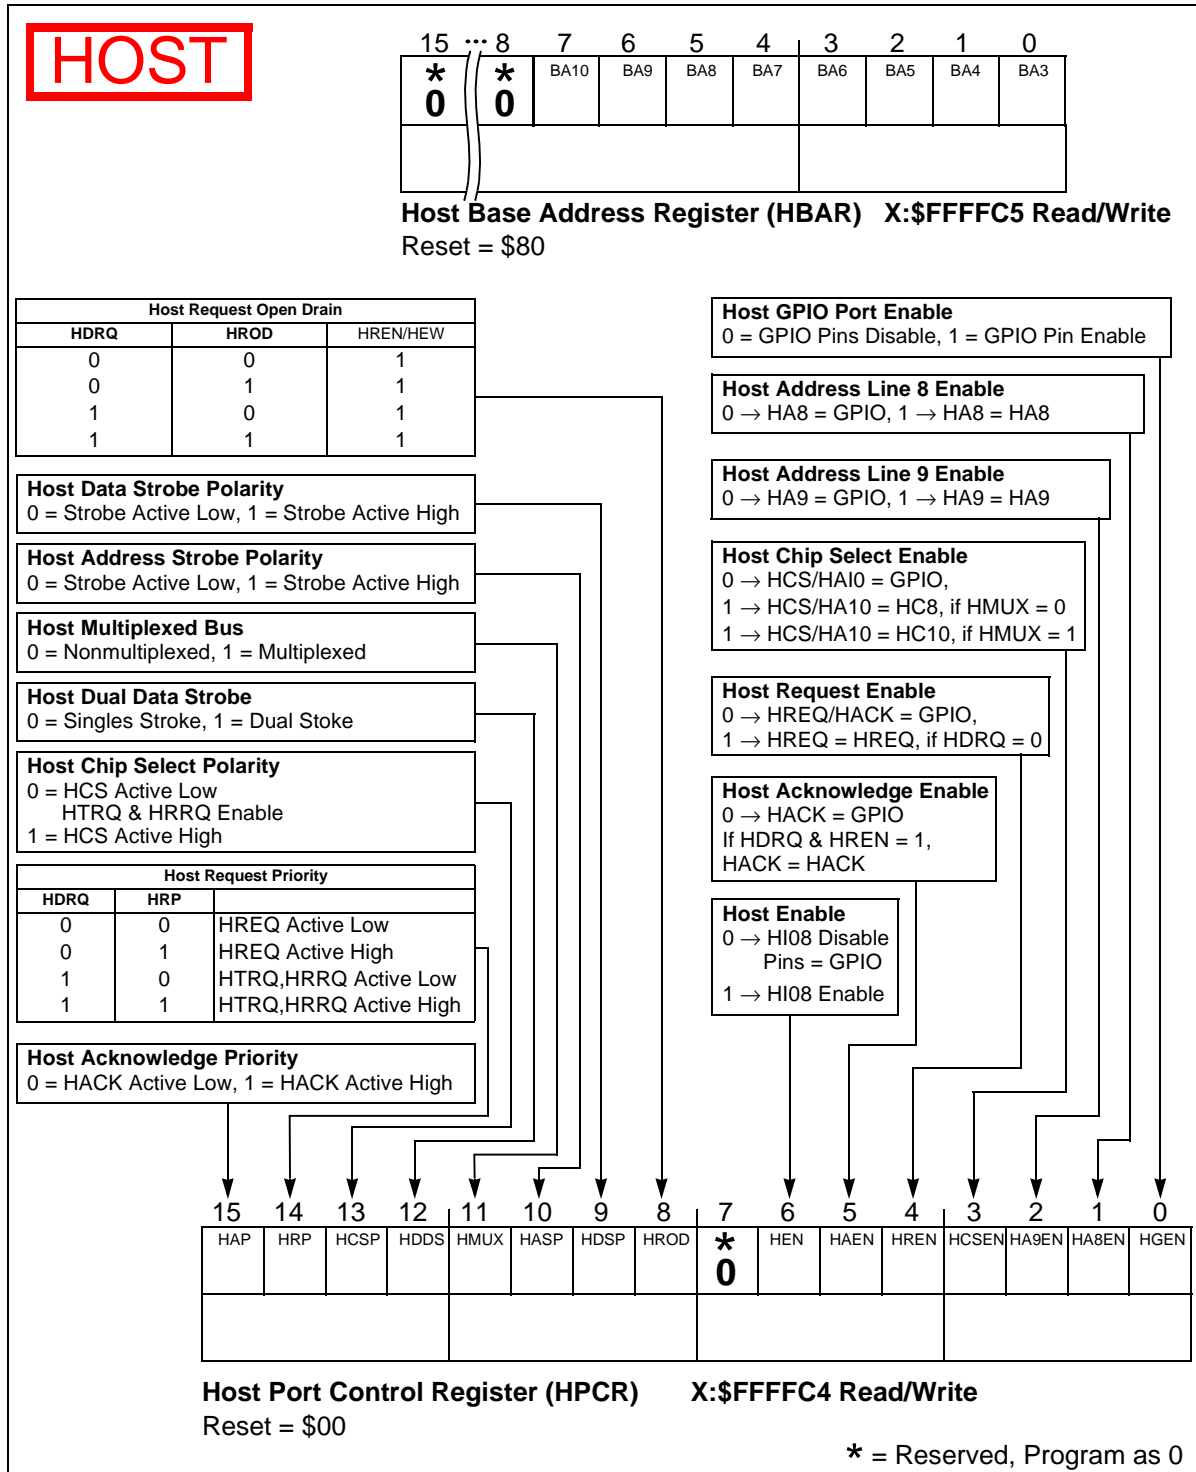 HOST
15 ... 8 7 6 5 4 3 2 1 0
* * BA10 BA9 BA8 BA7 BA6 BA5 BA4 BA3
0 0
Host Base Address Register (HBAR) X:$FFFFC5 Read/Write
Reset = $80
Host Request Open Drain
HDRQ HROD HREN/HEW
0 0 1
0 1 1
1 0 1
1 1 1
Host Data Strobe Polarity
0 = Strobe Active Low, 1 = Strobe Active High
Host Address Strobe Polarity
0 = Strobe Active Low, 1 = Strobe Active High
Host Multiplexed Bus
0 = Nonmultiplexed, 1 = Multiplexed
Host Dual Data Strobe
0 = Singles Stroke, 1 = Dual Stoke
Host Chip Select Polarity
0 = HCS Active Low
HTRQ & HRRQ Enable
1 = HCS Active High
Host Request Priority
HDRQ HRP
0 0 HREQ Active Low
0 1 HREQ Active High
1 0 HTRQ,HRRQ Active Low
1 1 HTRQ,HRRQ Active High
Host Acknowledge Priority
0 = HACK Active Low, 1 = HACK Active High
Host GPIO Port Enable
0 = GPIO Pins Disable, 1 = GPIO Pin Enable
Host Address Line 8 Enable
0 → HA8 = GPIO, 1 → HA8 = HA8
Host Address Line 9 Enable
0 → HA9 = GPIO, 1 → HA9 = HA9
Host Chip Select Enable
0 → HCS/HAI0 = GPIO,
1 → HCS/HA10 = HC8, if HMUX = 0
1 → HCS/HA10 = HC10, if HMUX = 1
Host Request Enable
0 → HREQ/HACK = GPIO,
1 → HREQ = HREQ, if HDRQ = 0
Host Acknowledge Enable
0 → HACK = GPIO
If HDRQ & HREN = 1,
HACK = HACK
Host Enable
0 → HI08 Disable
Pins = GPIO
1 → HI08 Enable
15 14 13 12 11 10 9 8 7 6 5 4 3 2 1 0
HAP HRP HCSP HDDS HMUX HASP HDSP HROD * HEN HAEN HREN HCSEN HA9EN HA8EN HGEN
0
Host Port Control Register (HPCR) X:$FFFFC4 Read/Write
Reset = $00
* = Reserved, Program as 0